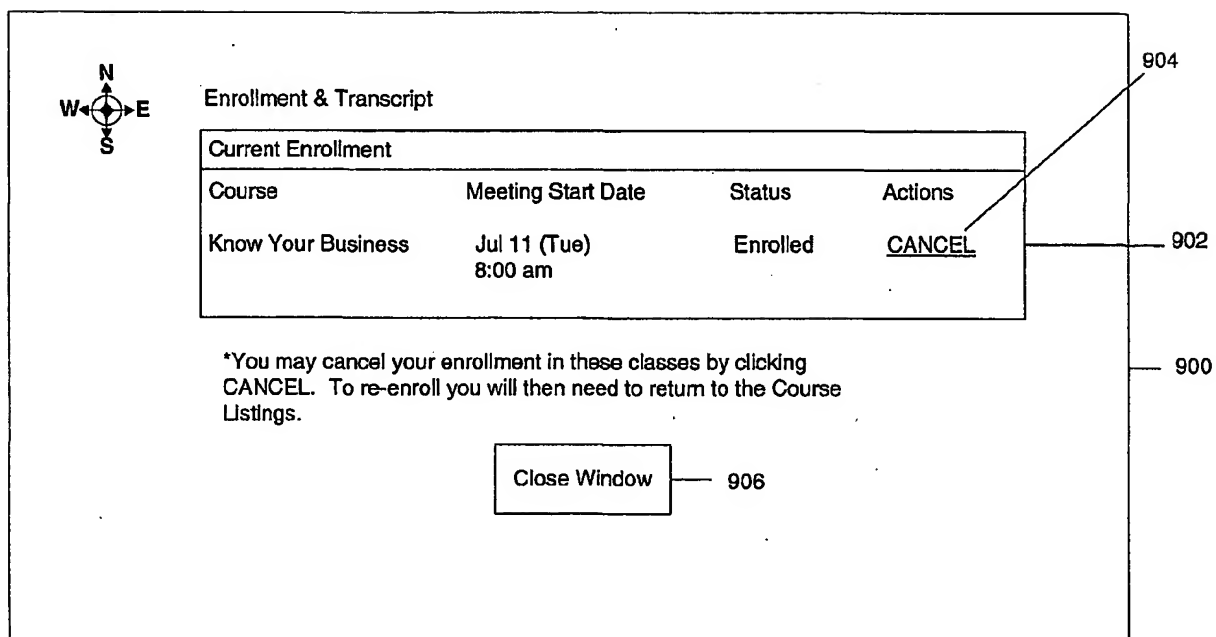 904
N
W E
S
Enrollment & Transcript
Current Enrollment
Course Meeting Start Date Status Actions
Know Your Business Jul 11 (Tue) Enrolled CANCEL 902
8:00 am
*You may cancel your enrollment in these classes by clicking
CANCEL. To re-enroll you will then need to return to the Course
Listings.
900
Close Window 906